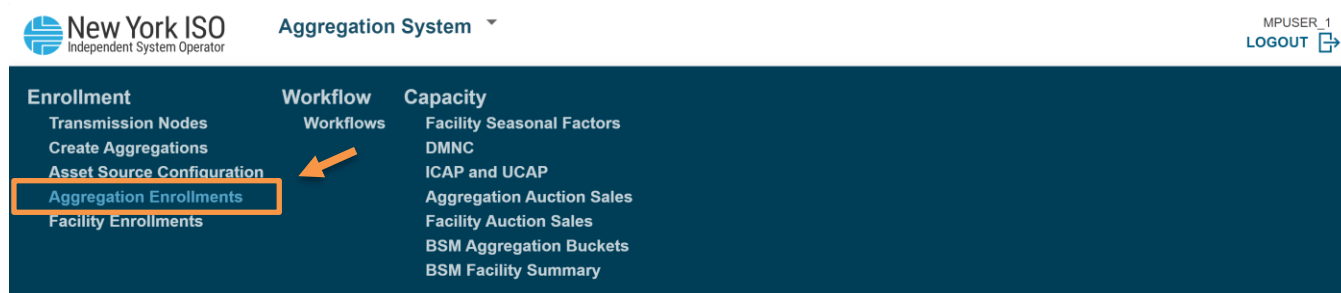 New York ISO
Independent System Operator
Aggregation System
MPUSER_1
LOGOUT
Enrollment
Transmission Nodes
Create Aggregations
Asset Source Configuration
Aggregation Enrollments
Facility Enrollments
Workflow
Workflows
Capacity
Facility Seasonal Factors
DMNC
ICAP and UCAP
Aggregation Auction Sales
Facility Auction Sales
BSM Aggregation Buckets
BSM Facility Summary